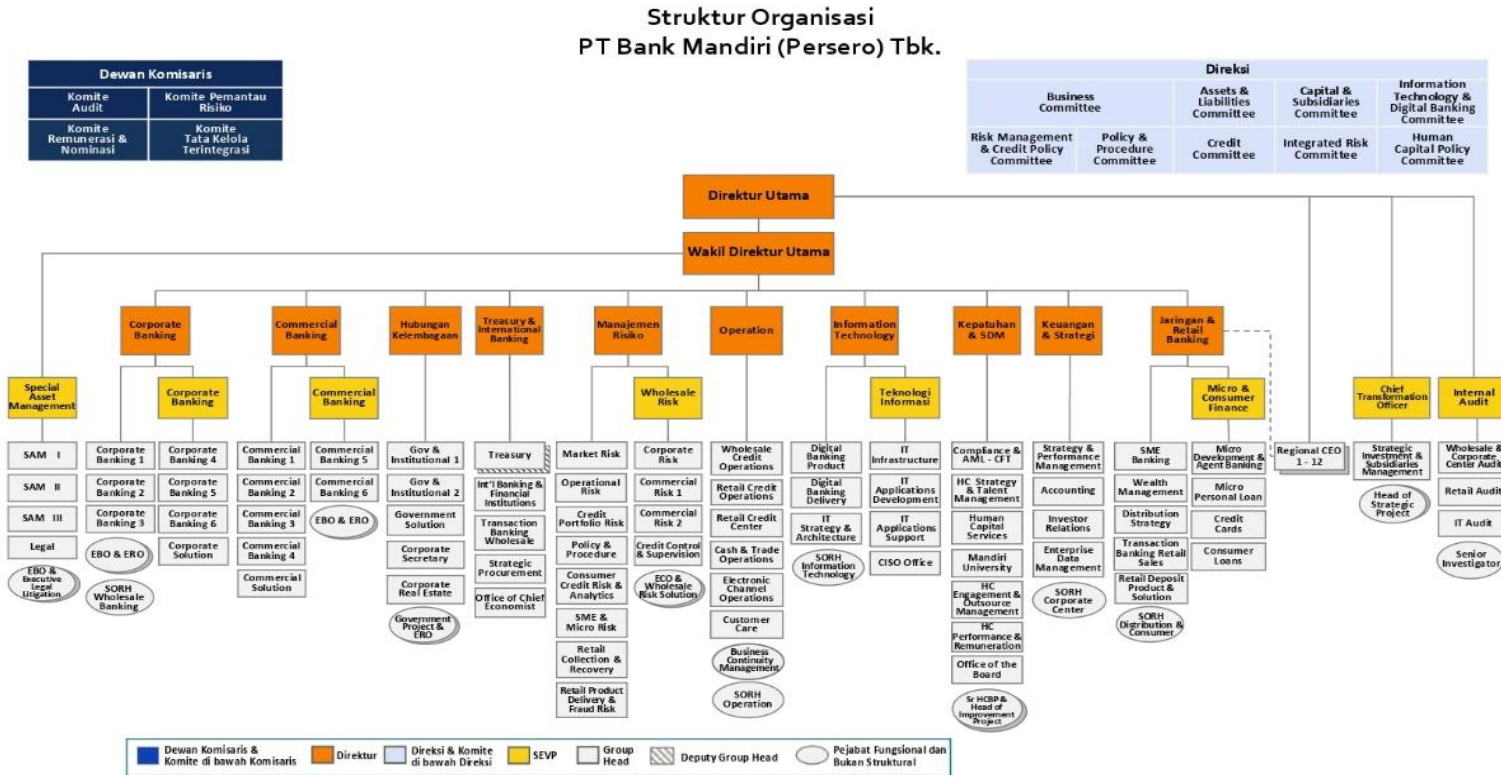 Struktur Organisasi
PT Bank Mandiri (Persero) Tbk.
Dewan Komisaris
Komite
Audit
Komite Pemantau
Risiko
Komite
Remunerasi &
Nominasi
Komite
Tata Kelola
Terintegrasi
Direksi
Business
Committee
Assets &
Liabilities
Committee
Capital &
Subsidiaries
Committee
Information
Technology &
Digital Banking
Committee
Risk Management
& Credit Policy
Committee
Policy &
Procedure
Committee
Credit
Committee
Integrated Risk
Committee
Human
Capital Policy
Committee
Direktur Utama
Wakil Direktur Utama
Corporate
Banking
Commercial
Banking
Hubungan
Kelembagaan
Treasury &
International
Banking
Manajemen
Risiko
Operation
Information
Technology
Kepatuhan
& SDM
Keuangan
& Strategi
Jaringan &
Retail
Banking
Special
Asset
Management
Corporate
Banking
Commercial
Banking
Wholesale
Risk
Teknologi
Informasi
Micro &
Consumer
Finance
Chief
Transformation
Officer
Internal
Audit
SAM I
SAM II
SAM III
Legal
EBO &
Executive
Legal
Litigation
Corporate
Banking 1
Corporate
Banking 2
Corporate
Banking 3
EBO & ERO
SORH
Wholesale
Banking
Corporate
Banking 4
Corporate
Banking 5
Corporate
Banking 6
Corporate
Solution
Commercial
Banking 1
Commercial
Banking 2
Commercial
Banking 3
Commercial
Banking 4
Commercial
Solution
Commercial
Banking 5
Commercial
Banking 6
EBO & ERO
Gov &
Institutional 1
Gov &
Institutional 2
Government
Solution
Corporate
Secretary
Corporate
Real Estate
Government
Project &
ERO
Treasury
Int'l Banking &
Financial
Institutions
Transaction
Banking
Wholesale
Strategic
Procurement
Office of Chief
Economist
Market Risk
Operational
Risk
Credit
Portfolio Risk
Policy &
Procedure
Consumer
Credit Risk &
Analytics
SME &
Micro Risk
Retail
Collection &
Recovery
Retail Product
Delivery &
Fraud Risk
Corporate
Risk
Commercial
Risk 1
Commercial
Risk 2
Credit Control
& Supervision
ECO &
Wholesale
Risk Solution
Wholesale
Credit
Operations
Retail Credit
Operations
Retail Credit
Center
Cash & Trade
Operations
Electronic
Channel
Operations
Customer
Care
Business
Continuity
Management
SORH
Operation
Digital
Banking
Product
Digital
Banking
Delivery
IT
Strategy &
Architecture
SORH
Information
Technology
IT
Infrastructure
IT
Applications
Development
IT
Applications
Support
CISO Office
Compliance &
AML - CFT
HC Strategy
& Talent
Management
Human
Capital
Services
Mandiri
University
HC
Engagement &
Outsource
Management
HC
Performance &
Remuneration
Office of the
Board
Sr HCBP &
Head of
Improvement
Project
Strategy &
Performance
Management
Accounting
Investor
Relations
Enterprise
Data
Management
SORH
Corporate
Center
SME
Banking
Wealth
Management
Distribution
Strategy
Transaction
Banking Retail
Sales
Retail Deposit
Product &
Solution
SORH
Distribution &
Consumer
Micro
Development &
Agent Banking
Micro
Personal Loan
Credit
Cards
Consumer
Loans
Regional CEO
1 - 12
Strategic
Investment &
Subsidiaries
Management
Head of
Strategic
Project
Wholesale &
Corporate
Center Audit
Retail Audit
IT Audit
Senior
Investigator
Dewan Komisaris &
Komite di bawah Komisaris
Direktur
Direksi & Komite
di bawah Direksi
SEVP
Group
Head
Deputy Group Head
Pejabat Fungsional dan
Bukan Struktural